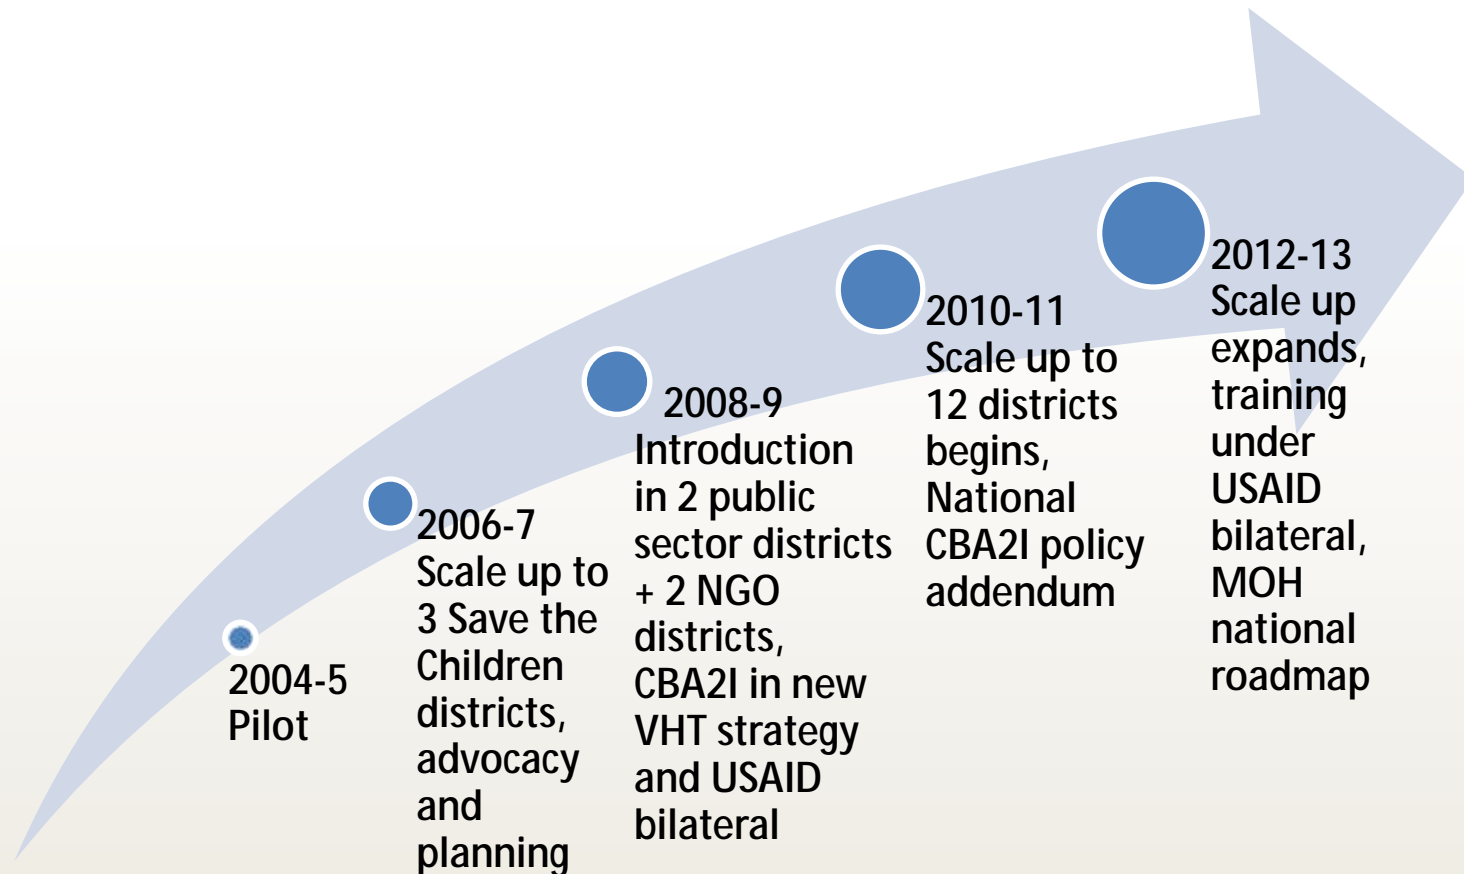 2004-5
Pilot
2006-7
Scale up to
3 Save the
Children
districts,
advocacy
and
planning
2008-9
Introduction
in 2 public
sector districts
+ 2 NGO
districts,
CBA2I in new
VHT strategy
and USAID
bilateral
2010-11
Scale up to
12 districts
begins,
National
CBA2I policy
addendum
2012-13
Scale up
expands,
training
under
USAID
bilateral,
MOH
national
roadmap